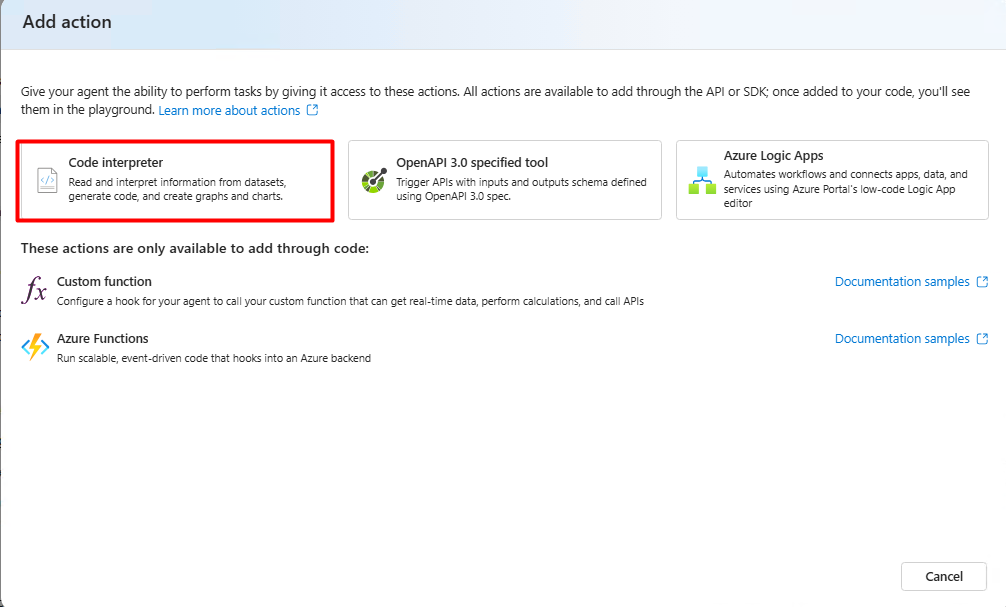 Add action
Give your agent the ability to perform tasks by giving it access to these actions. All actions are available to add through the API or SDK; once added to your code, you'll see
them in the playground. Learn more about actions
Code interpreter
Read and interpret information from datasets,
generate code, and create graphs and charts.
OpenAPI 3.0 specified tool
Trigger APIs with inputs and outputs schema defined
using OpenAPI 3.0 spec.
Azure Logic Apps
Automates workflows and connects apps, data, and
services using Azure Portal's low-code Logic App
editor
These actions are only available to add through code:
Custom function
Documentation samples
Configure a hook for your agent to call your custom function that can get real-time data, perform calculations, and call APIs
Azure Functions
Documentation samples
Run scalable, event-driven code that hooks into an Azure backend
Cancel